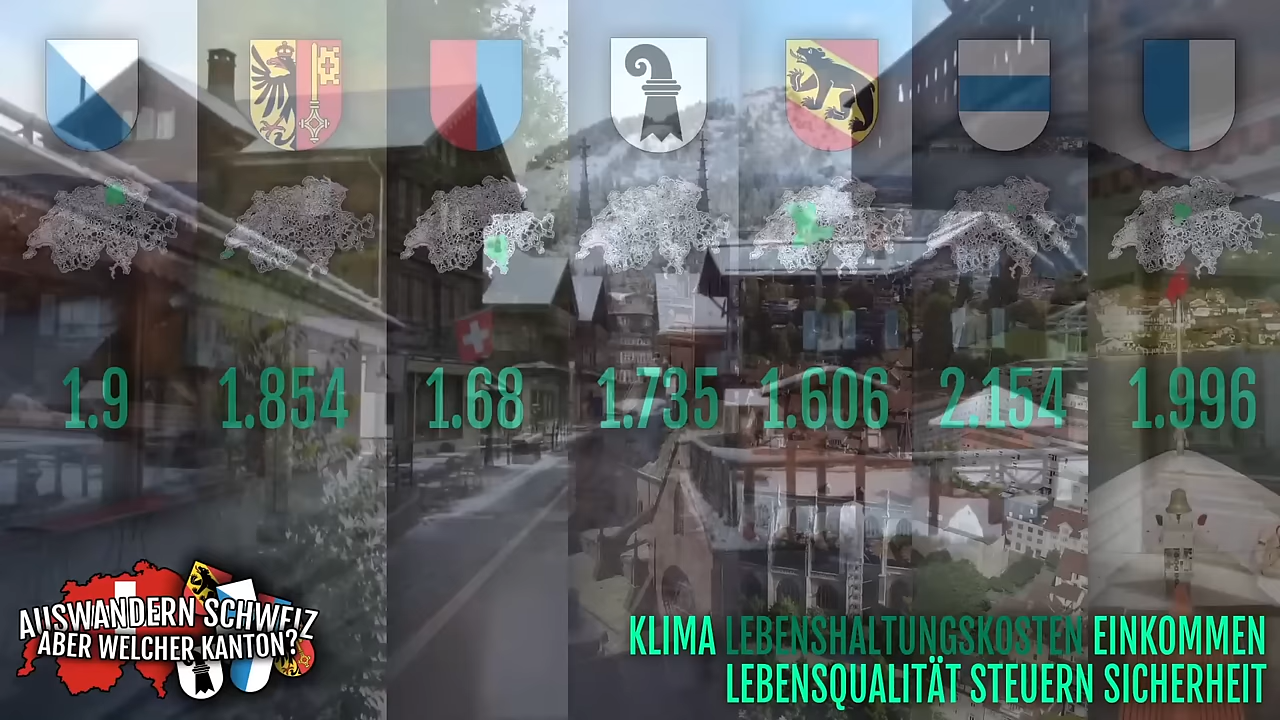 1.9 1.854 1.68 1.735 1.606 2.154 1.996
AUSWANDERN SCHWEIZ
ABER WELCHER KANTON?
KLIMA LEBENSHALTUNGSKOSTEN EINKOMMEN
LEBENSQUALITÄT STEUERN SICHERHEIT